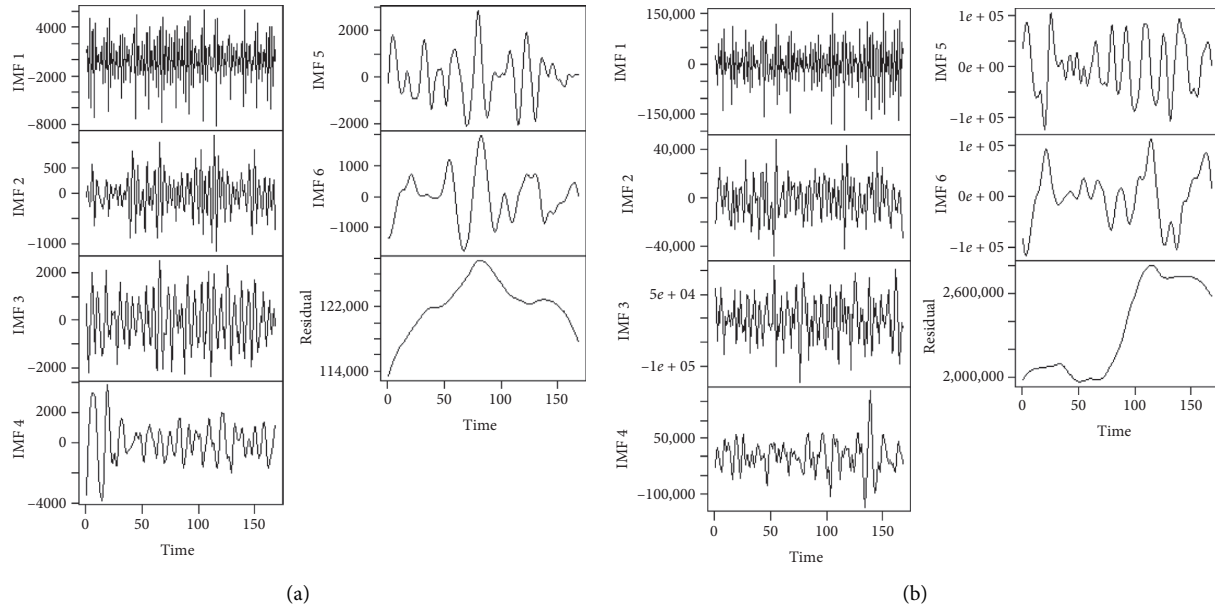 IMF 1
4000
−2000
−8000
IMF 2
500
0
−1000
IMF 3
2000
0
−2000
IMF 4
2000
0
−4000
0 50 100 150
Time
IMF 5
2000
0
−2000
IMF 6
1000
−1000
Residual
122,000
114,000
0 50 100 150
Time
(a)
IMF 1
150,000
0
−150,000
IMF 2
40,000
0
−40,000
IMF 3
5e + 04
−1e + 05
IMF 4
50,000
−100,000
0 50 100 150
Time
IMF 5
1e + 05
0e + 00
−1e + 05
IMF 6
1e + 05
0e + 00
−1e + 05
Residual
2,600,000
2,000,000
0 50 100 150
Time
(b)